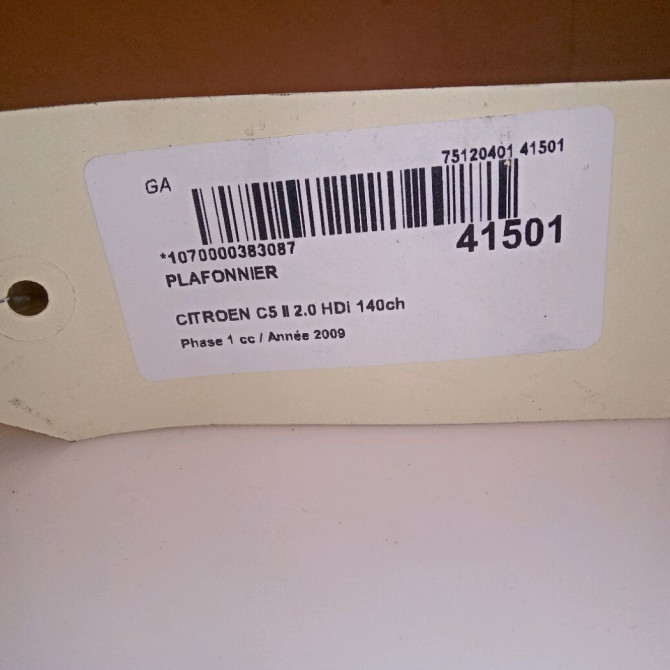 75120401 41501
GA
*1070000383087
41501
PLAFONNIER
CITROEN C5 II 2.0 HDi 140ch
Phase 1 cc / Année 2009